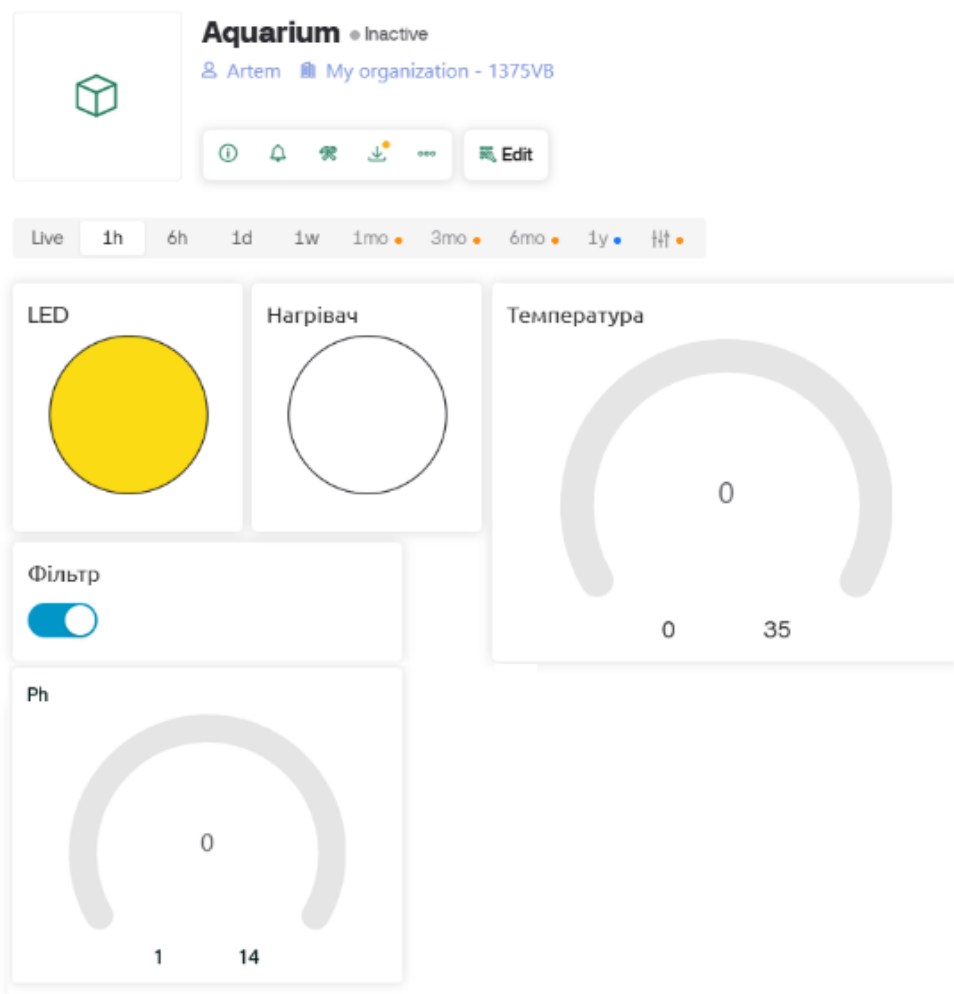 Aquarium Inactive
Artem My organization - 1375VB
Edit
Live 1h 6h 1d 1w 1mo 3mo 6mo 1y
LED
Нагрівач
Температура
0
0 35
Фільтр
Ph
0
1 14